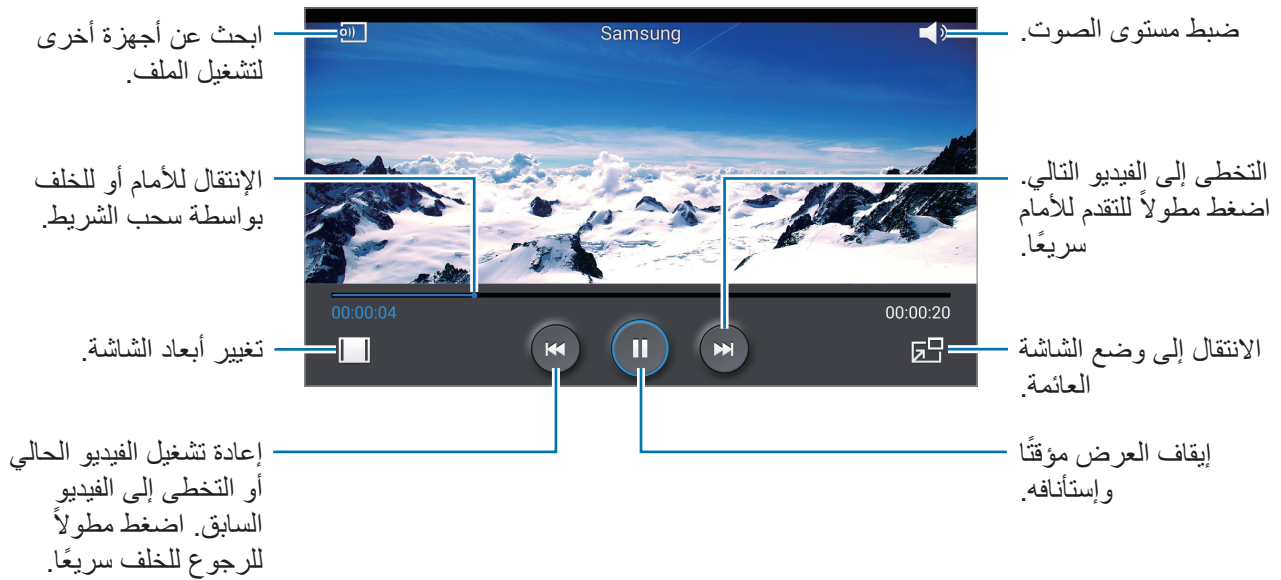 ابحث عن أجهزة أخرى
لتشغيل الملف.
Samsung
ضبط مستوى الصوت.
الإنتقال للأمام أو للخلف
بواسطة سحب الشريط.
التخطى إلى الفيديو التالي.
اضغط مطولاً للتقدم للأمام
سريعًا.
00:00:04
00:00:20
تغيير أبعاد الشاشة.
الانتقال إلى وضع الشاشة
العائمة.
إعادة تشغيل الفيديو الحالي
أو التخطى إلى الفيديو
السابق. اضغط مطولاً
للرجوع للخلف سريعًا.
إيقاف العرض مؤقتًا
وإستأنافه.